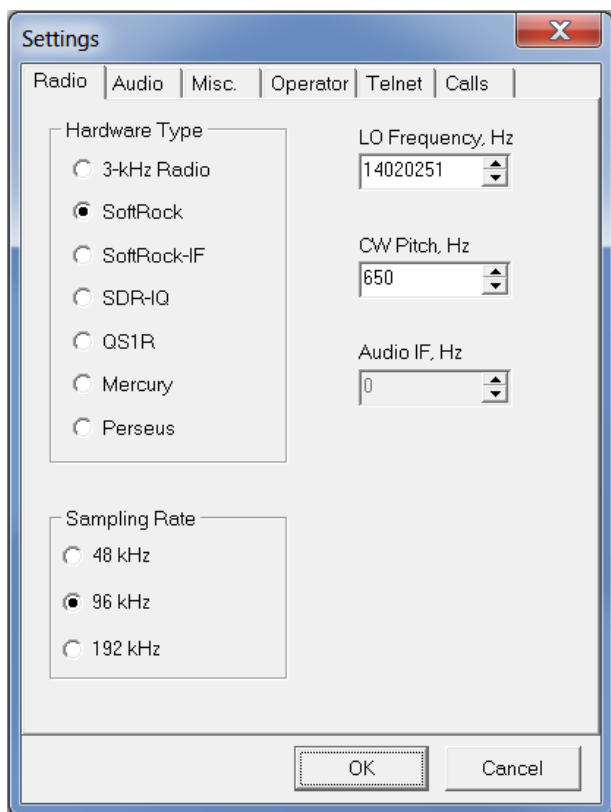 Settings
X
Radio Audio Misc. Operator Telnet Calls
Hardware Type
3-kHz Radio
SoftRock
SoftRock-IF
SDR-IQ
QS1R
Mercury
Perseus
LO Frequency, Hz
14020251
CW Pitch, Hz
650
Audio IF, Hz
0
Sampling Rate
48 kHz
96 kHz
192 kHz
OK Cancel